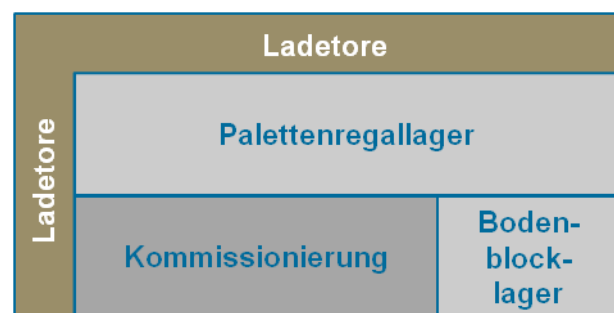 Ladetore
Ladetore
Palettenregallager
Kommissionierung
Boden-
block-
lager